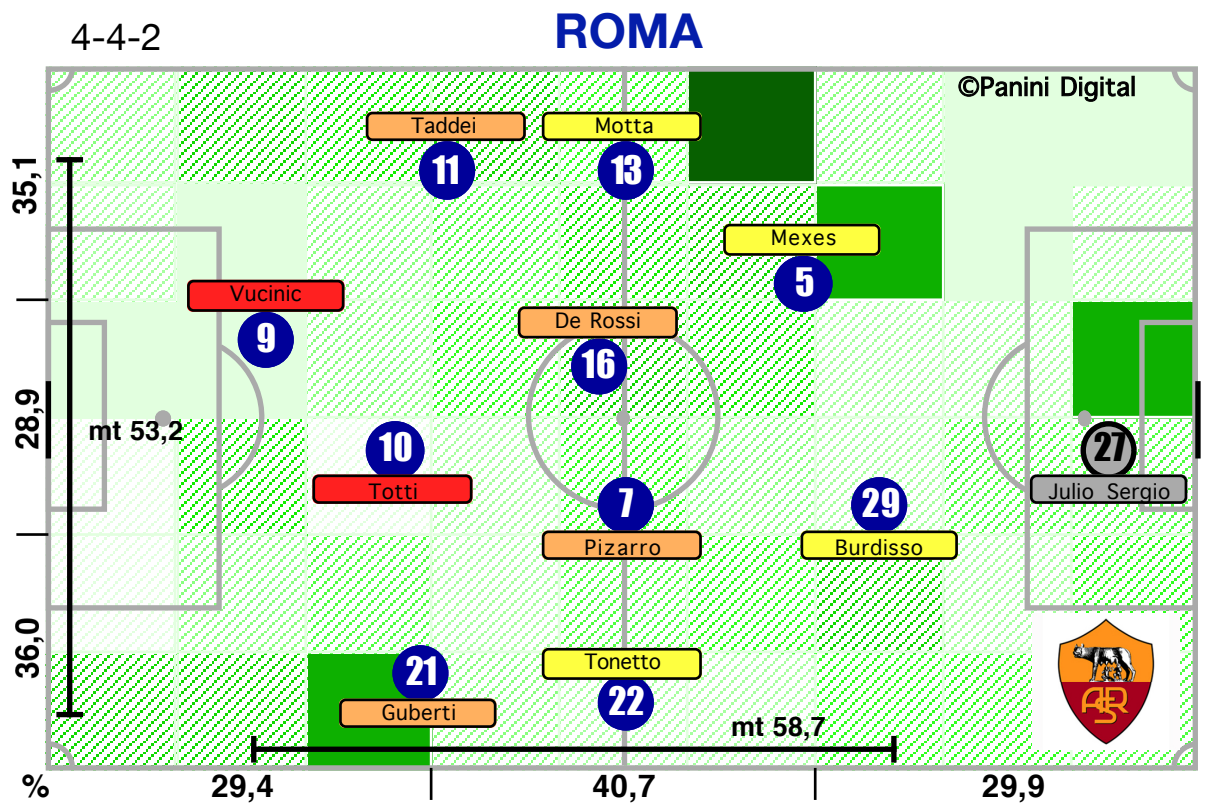 4-4-2
ROMA
©Panini Digital
Taddei
11
Motta
13
Mexes
5
Vucinic
9
De Rossi
16
10
Totti
7
Pizarro
29
Burdisso
27
Julio Sergio
21
Guberti
Tonetto
22
35,1
28,9
36,0
mt 53,2
mt 58,7
ASR
%
29,4
40,7
29,9